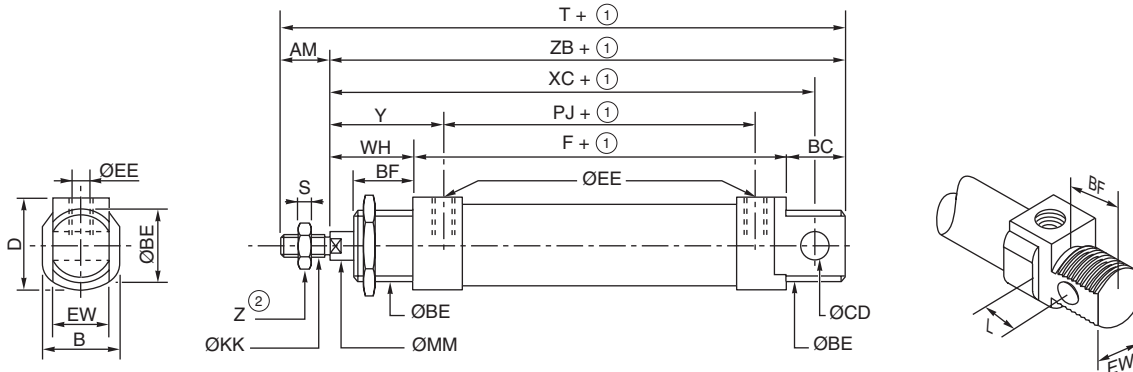 T + ①
AM
ZB + ①
XC + ①
Y
PJ + ①
WH
F + ①
BC
BF
S
ØEE
ØEE
D
ØBE
EW
B
Z ②
ØKK
ØBE
ØMM
ØCD
ØBE
BF
L
EW